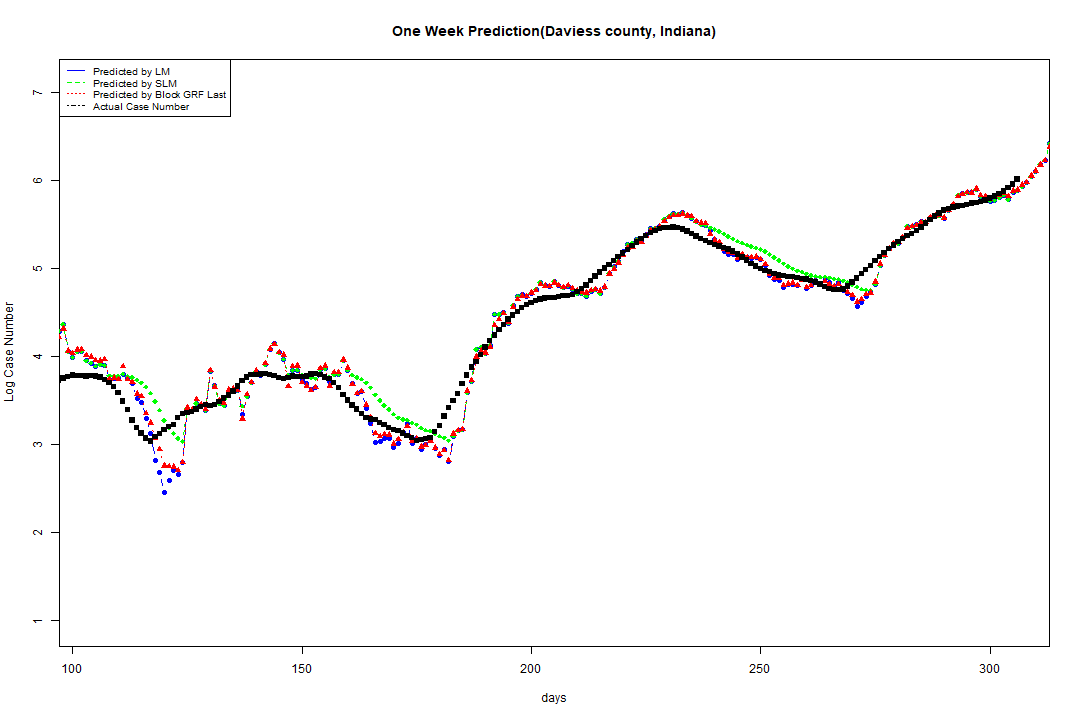 One Week Prediction(Daviess county, Indiana)
Predicted by LM
Predicted by SLM
Predicted by Block GRF Last
Actual Case Number
7
6
5
4
3
2
1
Log Case Number
100 150 200 250 300
days